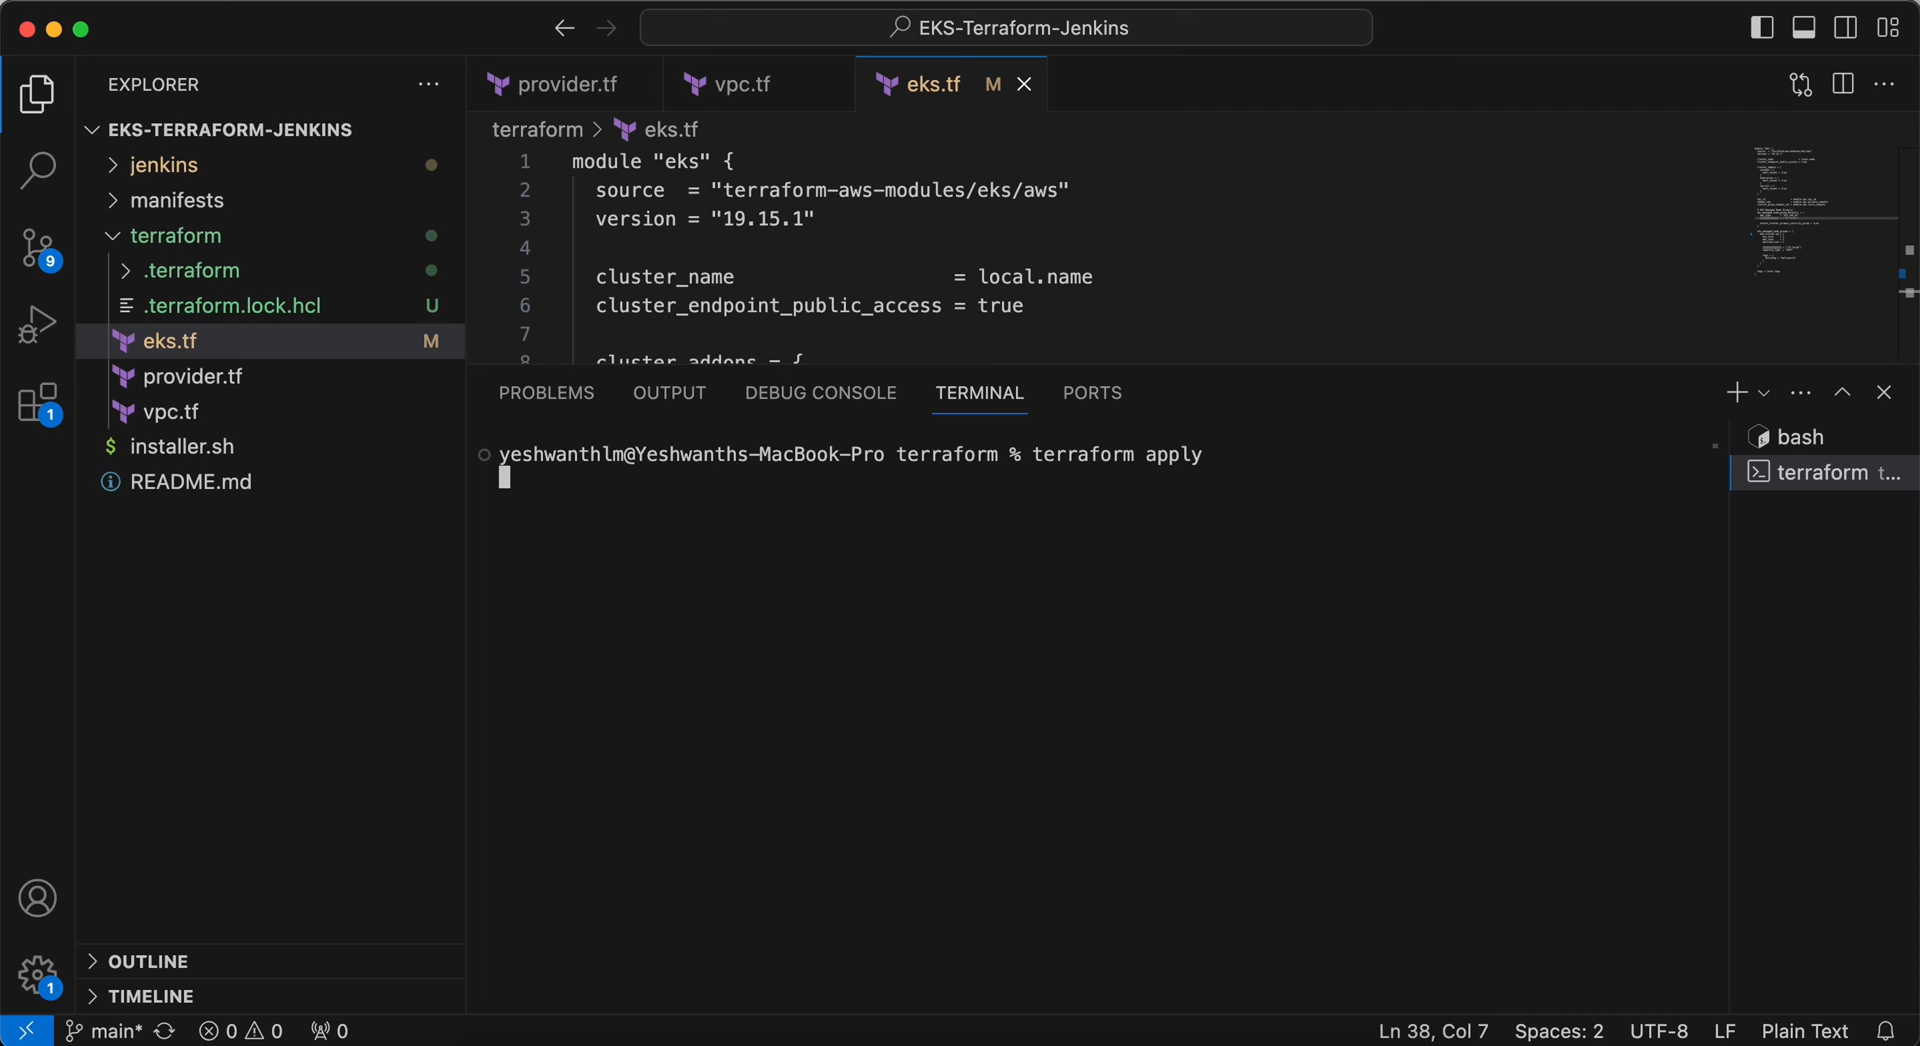 EKS-Terraform-Jenkins
EXPLORER
EKS-TERRAFORM-JENKINS
jenkins
manifests
terraform
.terraform
.terraform.lock.hcl U
eks.tf M
provider.tf
vpc.tf
$ installer.sh
README.md
OUTLINE
TIMELINE
9
1
1
provider.tf
vpc.tf
eks.tf M
terraform > eks.tf
1 module "eks" {
2 source = "terraform-aws-modules/eks/aws"
3 version = "19.15.1"
4
5 cluster_name = local.name
6 cluster_endpoint_public_access = true
7
8 cluster_addons = {
PROBLEMS OUTPUT DEBUG CONSOLE TERMINAL PORTS
yeshwanthlm@Yeshwanths-MacBook-Pro terraform % terraform apply
bash
terraform t...
main* 0 0 0
Ln 38, Col 7 Spaces: 2 UTF-8 LF Plain Text